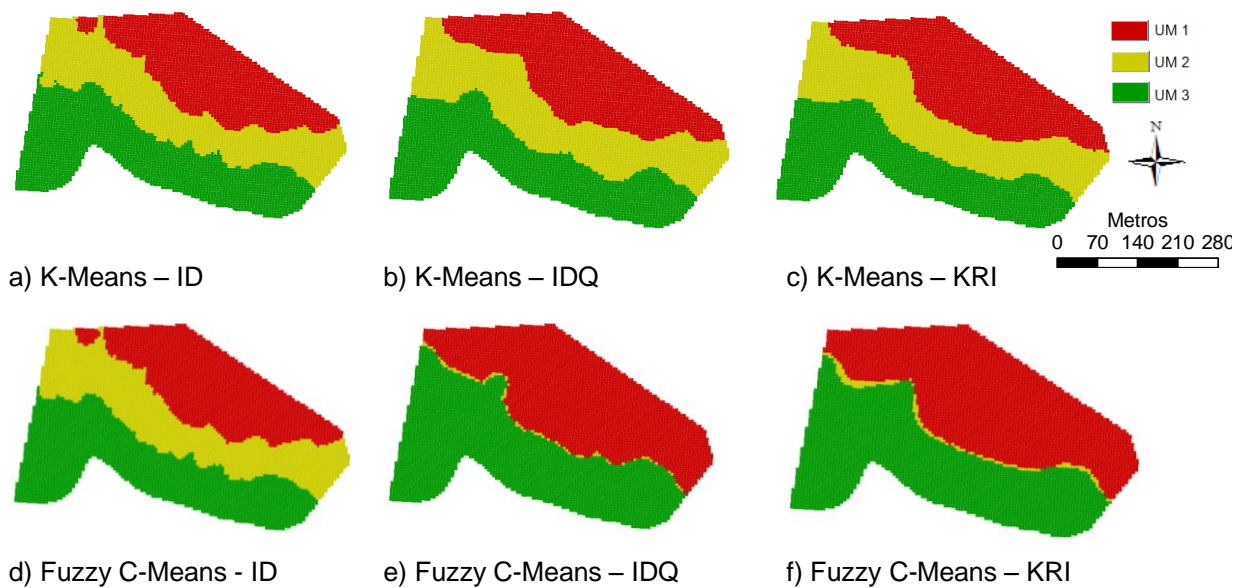 UM 1
UM 2
UM 3
N
Metros
0 70 140 210 280
a) K-Means – ID
b) K-Means – IDQ
c) K-Means – KRI
d) Fuzzy C-Means - ID
e) Fuzzy C-Means – IDQ
f) Fuzzy C-Means – KRI